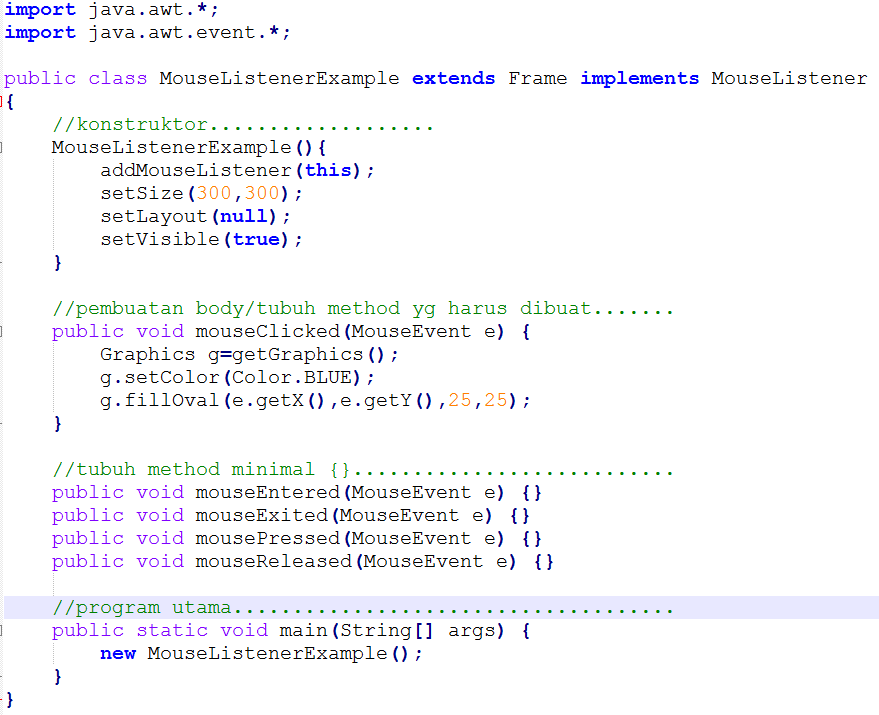 import java.awt.*;
import java.awt.event.*;

public class MouseListenerExample extends Frame implements MouseListener
{
    //konstruktor...................
    MouseListenerExample(){
        addMouseListener(this);
        setSize(300,300);
        setLayout(null);
        setVisible(true);
    }

    //pembuatan body/tubuh method yg harus dibuat.......
    public void mouseClicked(MouseEvent e) {
        Graphics g=getGraphics();
        g.setColor(Color.BLUE);
        g.fillOval(e.getX(),e.getY(),25,25);
    }

    //tubuh method minimal {}...........................
    public void mouseEntered(MouseEvent e) {}
    public void mouseExited(MouseEvent e) {}
    public void mousePressed(MouseEvent e) {}
    public void mouseReleased(MouseEvent e) {}

    //program utama.....................................
    public static void main(String[] args) {
        new MouseListenerExample();
    }
}